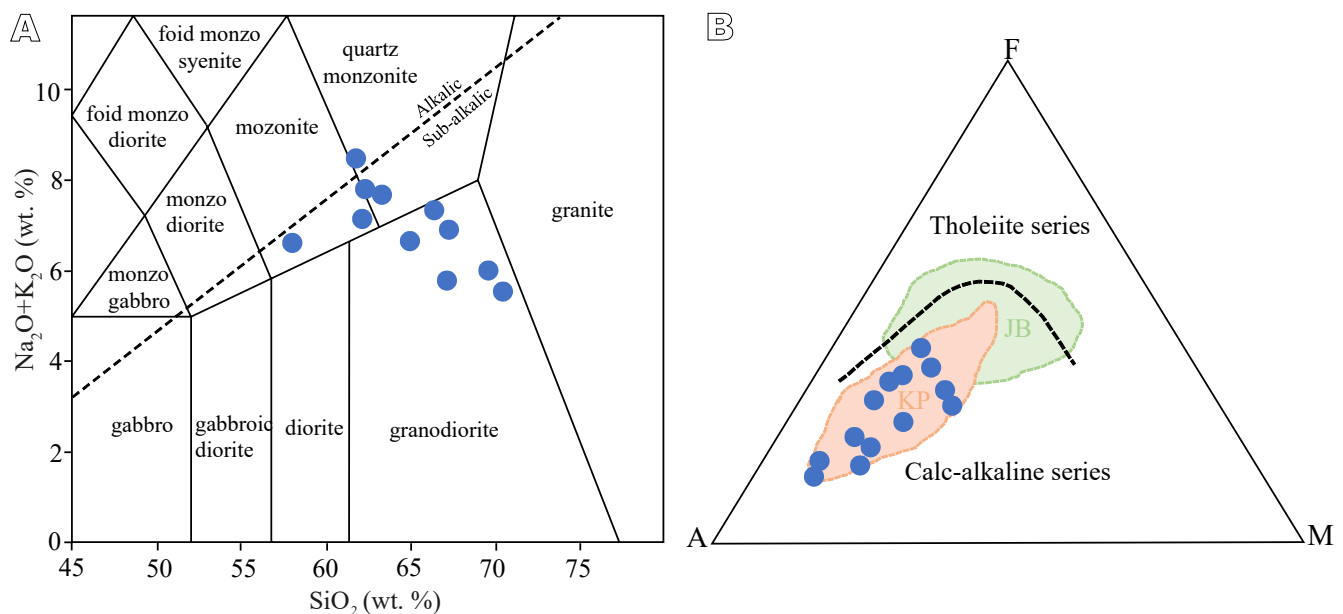 A
foid monzo
syenite
quartz
monzonite
Alkalic
Sub-alkalic
foid monzo
diorite
mozonite
monzo
diorite
granite
monzo
gabbro
gabbro
gabbroic
diorite
diorite
granodiorite
10
8
6
4
2
0
Na₂O+K₂O (wt. %)
45
50
55
60
65
70
75
SiO₂ (wt. %)
B
F
Tholeiite series
JB
KP
Calc-alkaline series
A
M